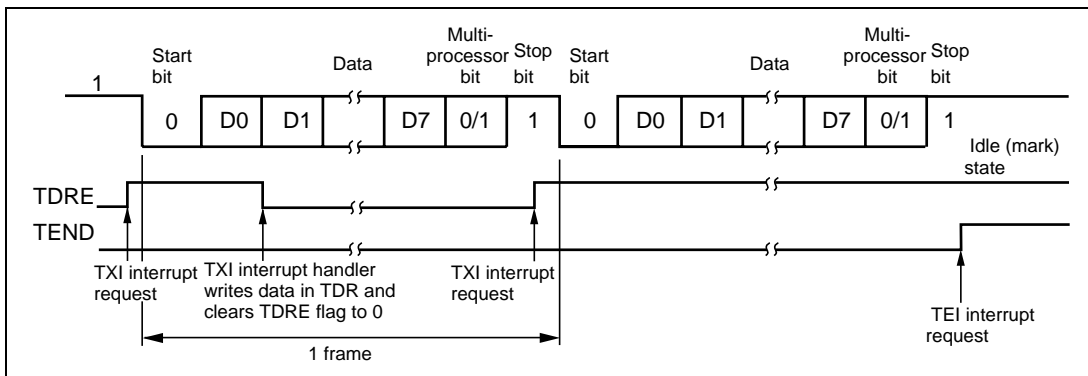 Multi- Multi-
Start processor Stop Start processor Stop
bit Data bit bit bit Data bit bit
1
0 D0 D1 D7 0/1 1 0 D0 D1 D7 0/1 1
Idle (mark)
state
TDRE
TEND
TXI interrupt
request
TXI interrupt handler
writes data in TDR and
clears TDRE flag to 0
TXI interrupt
request
TEI interrupt
request
1 frame